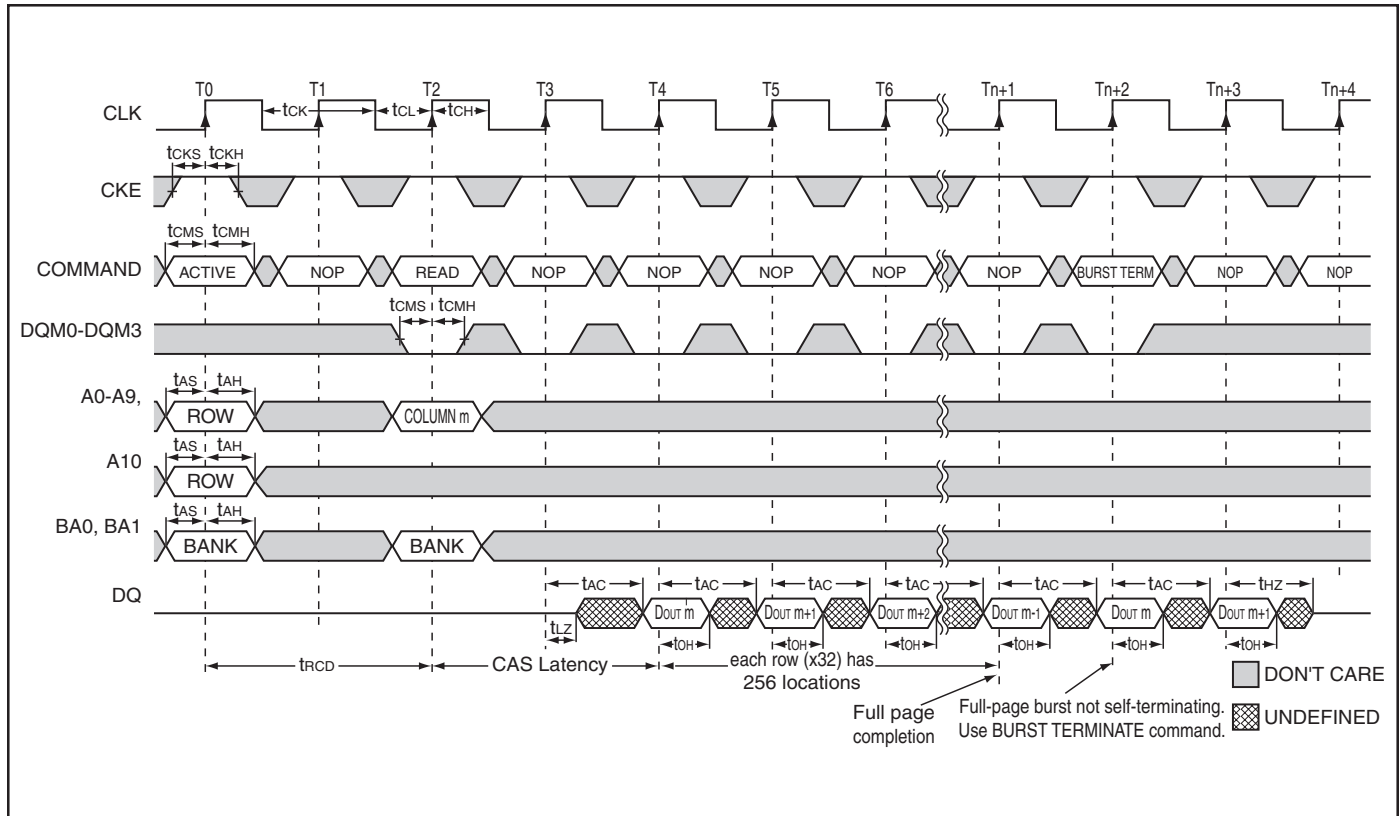 T0 T1 T2 T3 T4 T5 T6 Tn+1 Tn+2 Tn+3 Tn+4
CLK tCK tCL tCH
tCKS tCKH
CKE
tCMS tCMH
COMMAND ACTIVE NOP READ NOP NOP NOP NOP NOP BURST TERM NOP NOP
tCMS tCMH
DQM0-DQM3
tAS tAH
A0-A9, ROW COLUMN m
tAS tAH
A10
ROW
tAS tAH
BA0, BA1
BANK BANK
tAC tAC tAC tAC tAC tAC tHZ
DQ DOUT m DOUT m+1 DOUT m+2 DOUT m-1 DOUT m DOUT m+1
tLZ tOH tOH tOH tOH tOH tOH
tRCD CAS Latency each row (x32) has
256 locations
DON'T CARE
Full page
completion
Full-page burst not self-terminating.
Use BURST TERMINATE command.
UNDEFINED